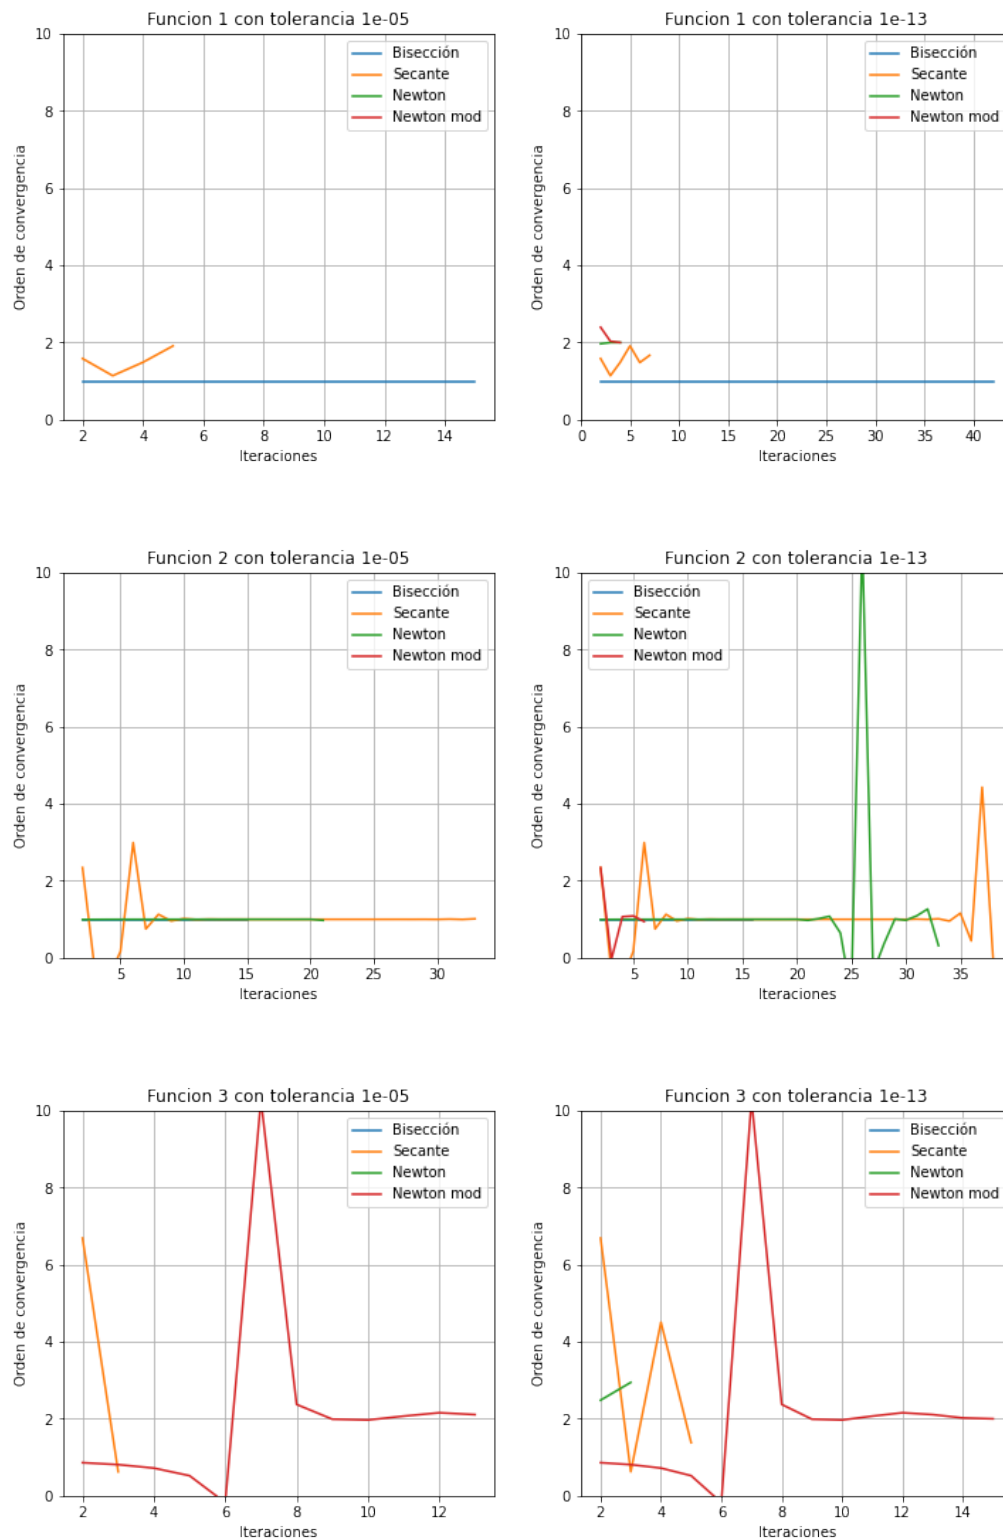 Funcion 1 con tolerancia 1e-05
10
8
6
4
2
0
Orden de convergencia
Bisección
Secante
Newton
Newton mod
2 4 6 8 10 12 14
Iteraciones
Funcion 1 con tolerancia 1e-13
10
8
6
4
2
0
Orden de convergencia
Bisección
Secante
Newton
Newton mod
0 5 10 15 20 25 30 35 40
Iteraciones
Funcion 2 con tolerancia 1e-05
10
8
6
4
2
0
Orden de convergencia
Bisección
Secante
Newton
Newton mod
5 10 15 20 25 30
Iteraciones
Funcion 2 con tolerancia 1e-13
10
8
6
4
2
0
Orden de convergencia
Bisección
Secante
Newton
Newton mod
5 10 15 20 25 30 35
Iteraciones
Funcion 3 con tolerancia 1e-05
10
8
6
4
2
0
Orden de convergencia
Bisección
Secante
Newton
Newton mod
2 4 6 8 10 12
Iteraciones
Funcion 3 con tolerancia 1e-13
10
8
6
4
2
0
Orden de convergencia
Bisección
Secante
Newton
Newton mod
2 4 6 8 10 12 14
Iteraciones